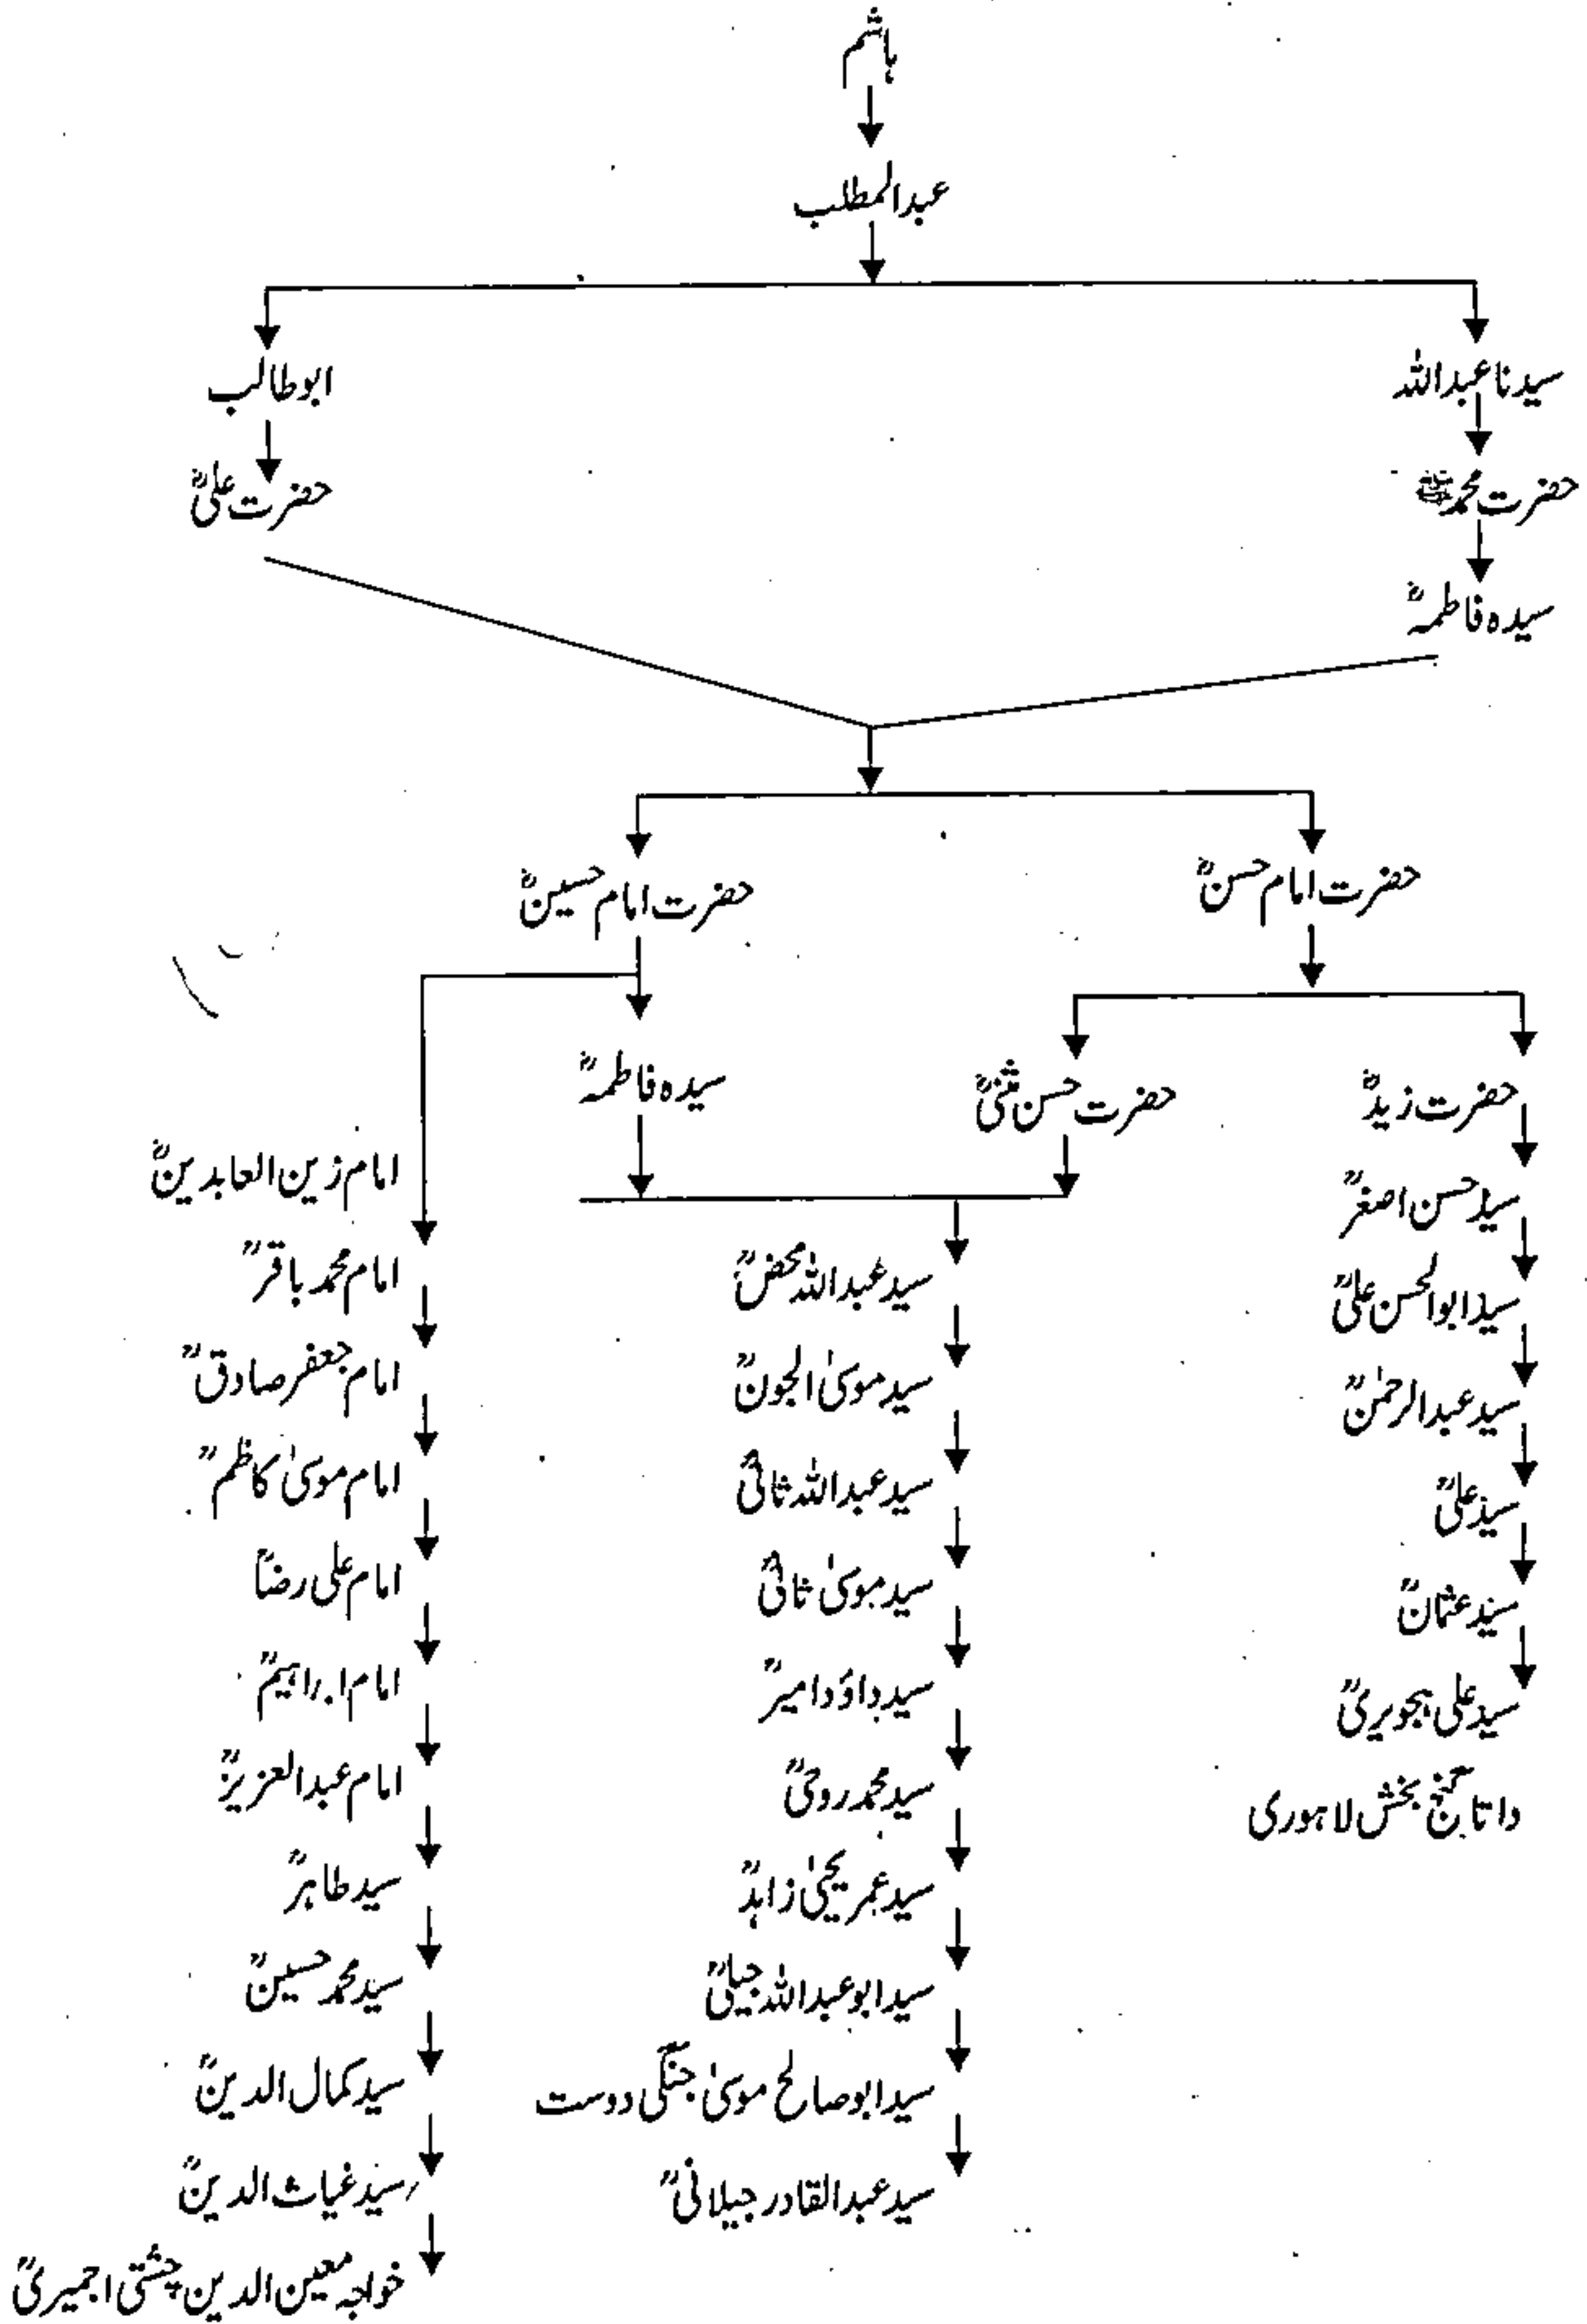 ہاشم
عبدالمطلب
سیدنا عبداللہ
ابوطالب
حضرت محمدﷺ
حضرت علیؓ
سیدہ فاطمہؓ
حضرت امام حسنؓ
حضرت امام حسینؓ
حضرت زیدؓ
حضرت حسن مثنیٰؓ
سیدہ فاطمہؓ
سید حسن اصغرؒ
سید ابوالحسن علیؒ
سید عبدالرحمٰنؒ
سید علیؒ
سید عثمانؒ
سید علی ہجویریؒ
داتا گنج بخش لاہوری
سید عبداللہ محضؒ
سید موسیٰ الجونؒ
سید عبداللہ ثانیؒ
سید موسیٰ ثانیؒ
سید داؤد امیرؒ
سید محمد روحیؒ
سید عمر یحییٰ زاہدؒ
سید ابوعبداللہ جیلیؒ
سید ابوصالح موسیٰ جنگی دوست
سید عبدالقادر جیلانیؒ
امام زین العابدینؓ
امام محمد باقرؒ
امام جعفر صادقؒ
امام موسیٰ کاظمؒ
امام علی رضاؒ
امام ابراہیمؒ
امام عبدالعزیزؒ
سید طاہرؒ
سید محمد حسینؒ
سید کمال الدینؒ
سید غیاث الدینؒ
خواجہ معین الدین چشتی اجمیریؒ